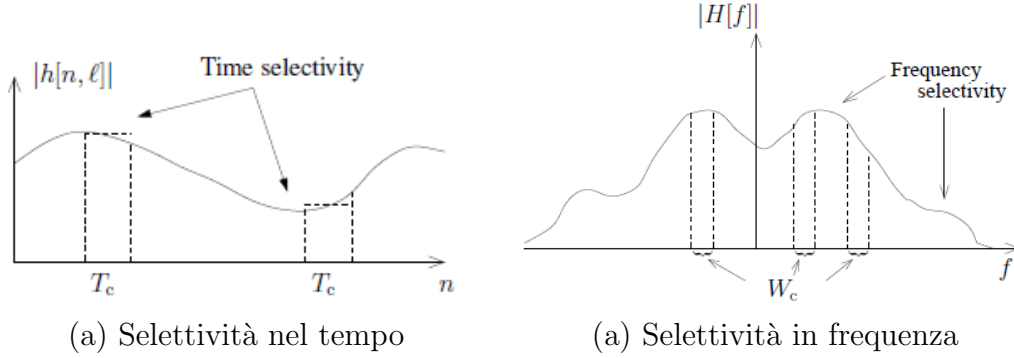 |h[n, ℓ]|
Time selectivity
T_c
T_c
n
(a) Selettività nel tempo
|H[f]|
Frequency
selectivity
W_c
f
(a) Selettività in frequenza